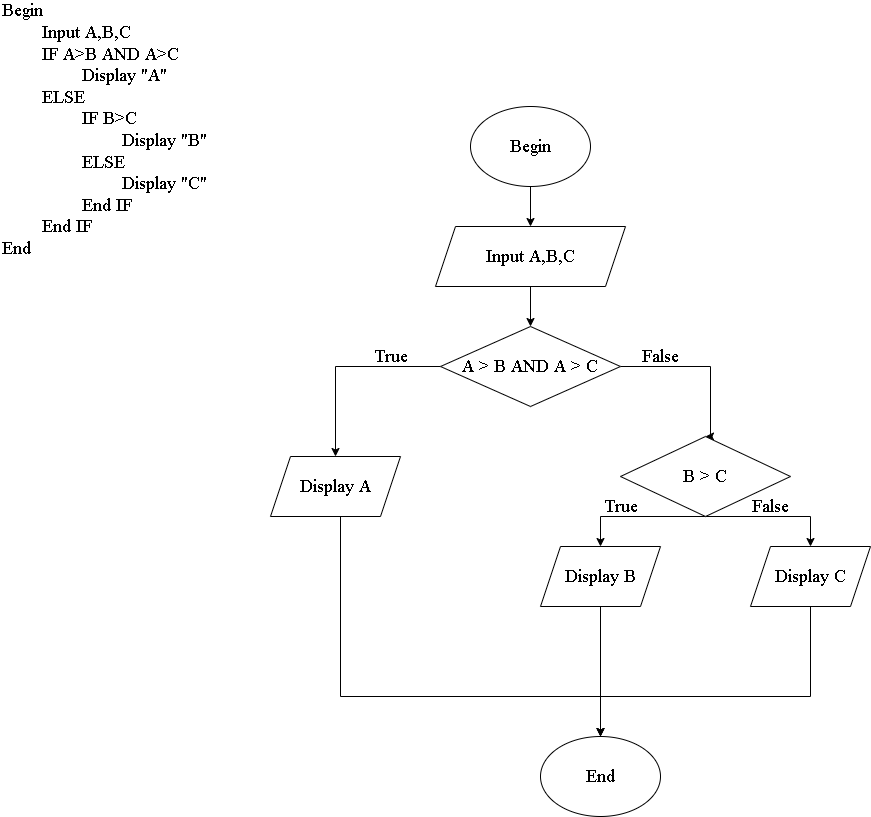 Begin
Input A,B,C
IF A>B AND A>C
Display "A"
ELSE
IF B>C
Display "B"
ELSE
Display "C"
End IF
End IF
End
Begin
Input A,B,C
A > B AND A > C
True
False
Display A
B > C
True
False
Display B
Display C
End